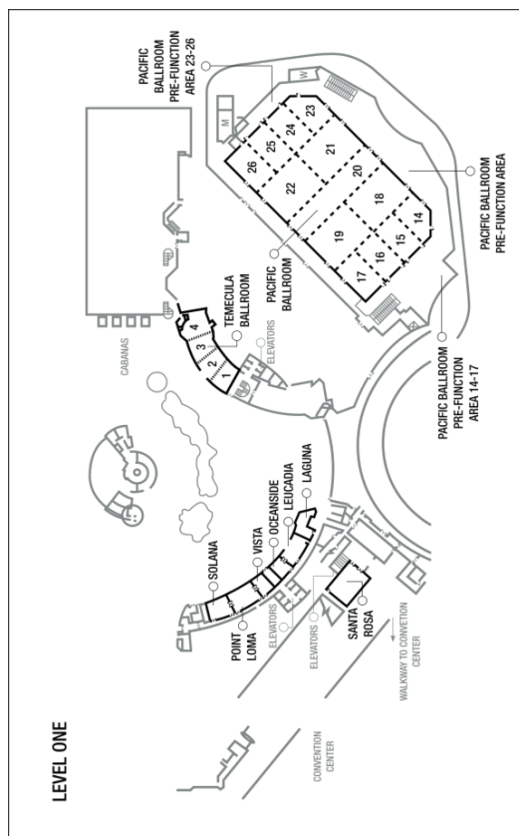 LEVEL ONE
CONVENTION
CENTER
WALKWAY TO CONVETION
CENTER
SANTA
ROSA
ELEVATORS
ELEVATORS
POINT
LOMA
SOLANA
VISTA
OCEANSIDE
LEUCADIA
LAGUNA
CABANAS
1
2
3
4
TEMECULA
BALLROOM
ELEVATORS
PACIFIC
BALLROOM
PACIFIC
BALLROOM
PRE-FUNCTION
AREA 23-26
M
W
26
25
24
23
22
21
20
19
18
17
16
15
14
PACIFIC BALLROOM
PRE-FUNCTION AREA
PACIFIC BALLROOM
PRE-FUNCTION
AREA 14-17